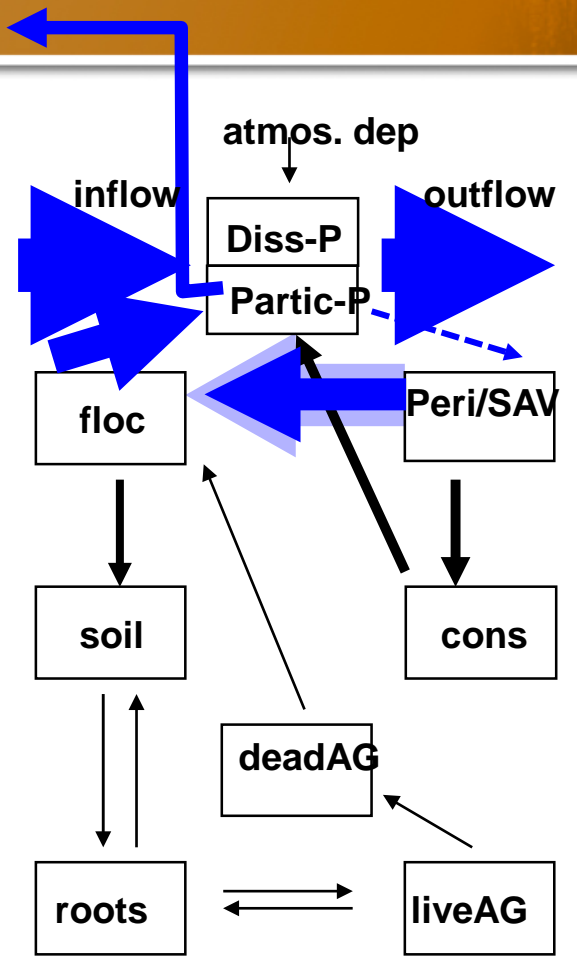 atmos. dep
inflow
outflow
Diss-P
Partic-P
floc
Peri/SAV
soil
cons
deadAG
roots
liveAG